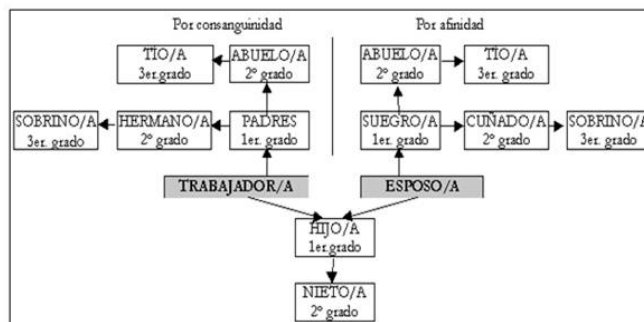 Por consanguinidad
Por afinidad
TÍO/A
3er.grado
ABUELO/A
2º grado
ABUELO/A
2º grado
TÍO/A
3er. grado
SOBRINO/A
3er. grado
HERMANO/A
2º grado
PADRES
1er. grado
SUEGRO/A
1er. grado
CUÑADO/A
2º grado
SOBRINO/A
3er. grado
TRABAJADOR/A
ESPOSO/A
HIJO/A
1er.grado
NIETO/A
2º grado